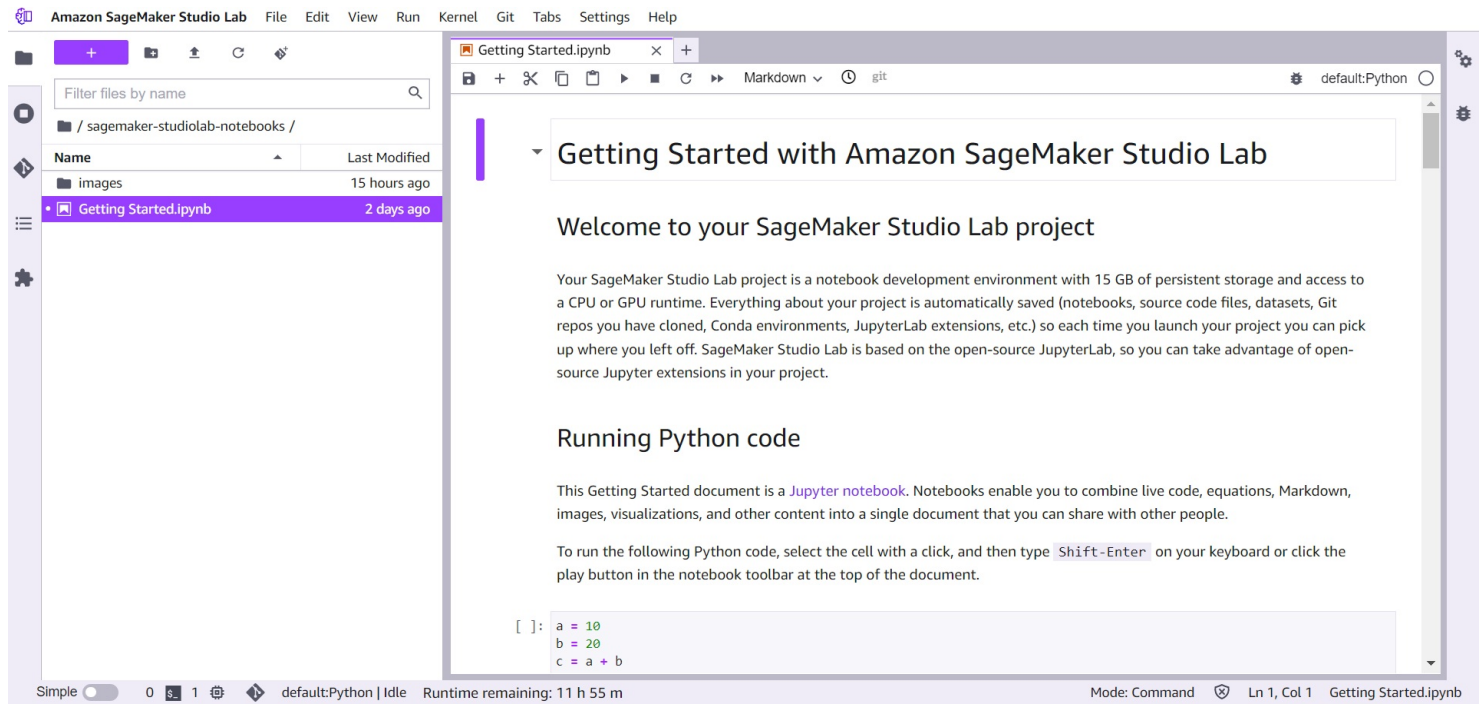 Amazon SageMaker Studio Lab File Edit View Run Kernel Git Tabs Settings Help
+
Filter files by name
/ sagemaker-studiolab-notebooks /
Name Last Modified
images 15 hours ago
• Getting Started.ipynb 2 days ago
Getting Started.ipynb × +
+ Markdown git default:Python
Getting Started with Amazon SageMaker Studio Lab
Welcome to your SageMaker Studio Lab project
Your SageMaker Studio Lab project is a notebook development environment with 15 GB of persistent storage and access to
a CPU or GPU runtime. Everything about your project is automatically saved (notebooks, source code files, datasets, Git
repos you have cloned, Conda environments, JupyterLab extensions, etc.) so each time you launch your project you can pick
up where you left off. SageMaker Studio Lab is based on the open-source JupyterLab, so you can take advantage of open-
source Jupyter extensions in your project.
Running Python code
This Getting Started document is a Jupyter notebook. Notebooks enable you to combine live code, equations, Markdown,
images, visualizations, and other content into a single document that you can share with other people.
To run the following Python code, select the cell with a click, and then type Shift-Enter on your keyboard or click the
play button in the notebook toolbar at the top of the document.
[ ]: a = 10
b = 20
c = a + b
Simple 0 $_ 1 default:Python | Idle Runtime remaining: 11 h 55 m Mode: Command Ln 1, Col 1 Getting Started.ipynb